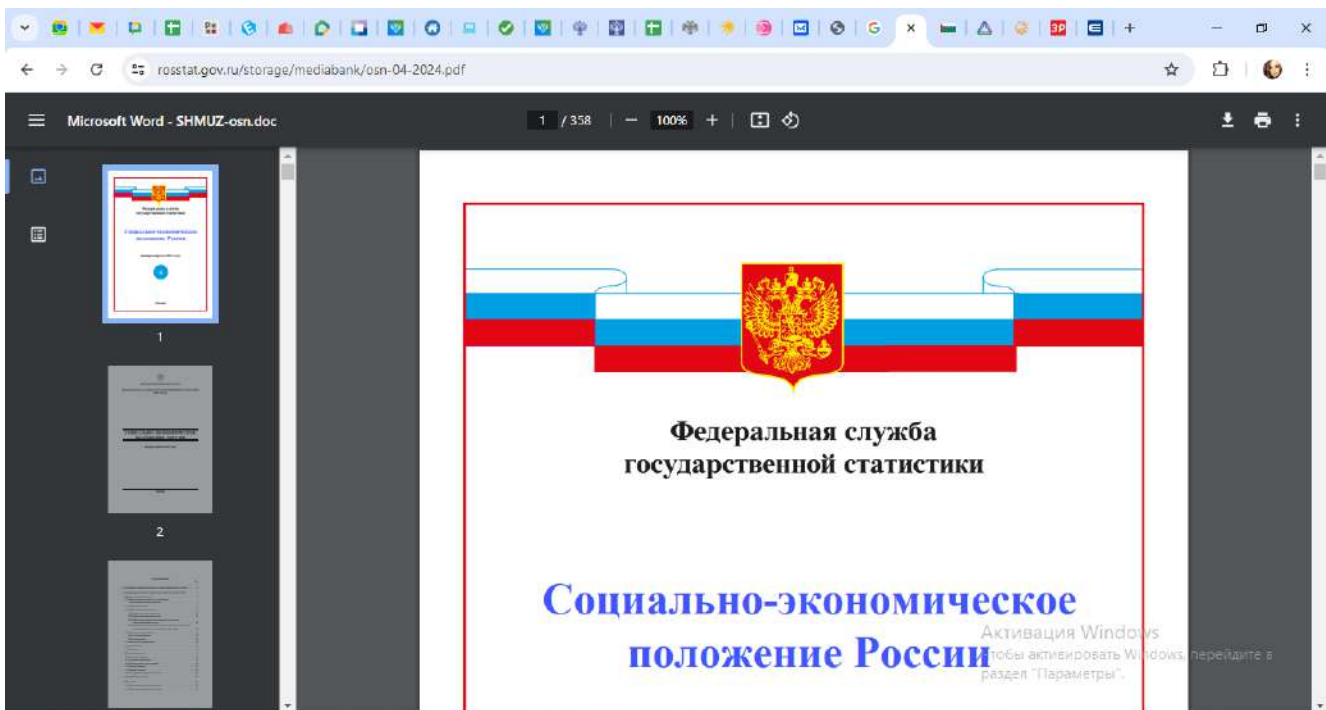 rosstat.gov.ru/storage/mediabank/osn-04-2024.pdf
Microsoft Word - SHMUZ-osn.doc
1 / 358
100%
1
2
Федеральная служба
государственной статистики
Социально-экономическое
положение России
Активация Windows
Чтобы активировать Windows, перейдите в
раздел "Параметры".